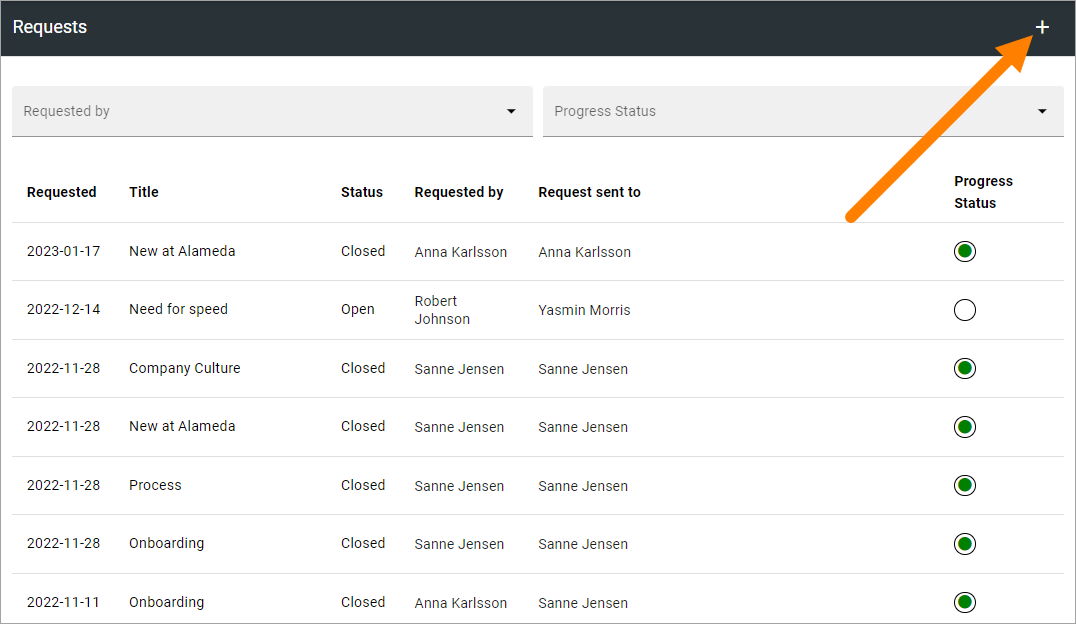 Requests +
Requested by Progress Status
Requested Title Status Requested by Request sent to Progress
Status
2023-01-17 New at Alameda Closed Anna Karlsson Anna Karlsson
2022-12-14 Need for speed Open Robert
Johnson Yasmin Morris
2022-11-28 Company Culture Closed Sanne Jensen Sanne Jensen
2022-11-28 New at Alameda Closed Sanne Jensen Sanne Jensen
2022-11-28 Process Closed Sanne Jensen Sanne Jensen
2022-11-28 Onboarding Closed Sanne Jensen Sanne Jensen
2022-11-11 Onboarding Closed Anna Karlsson Sanne Jensen